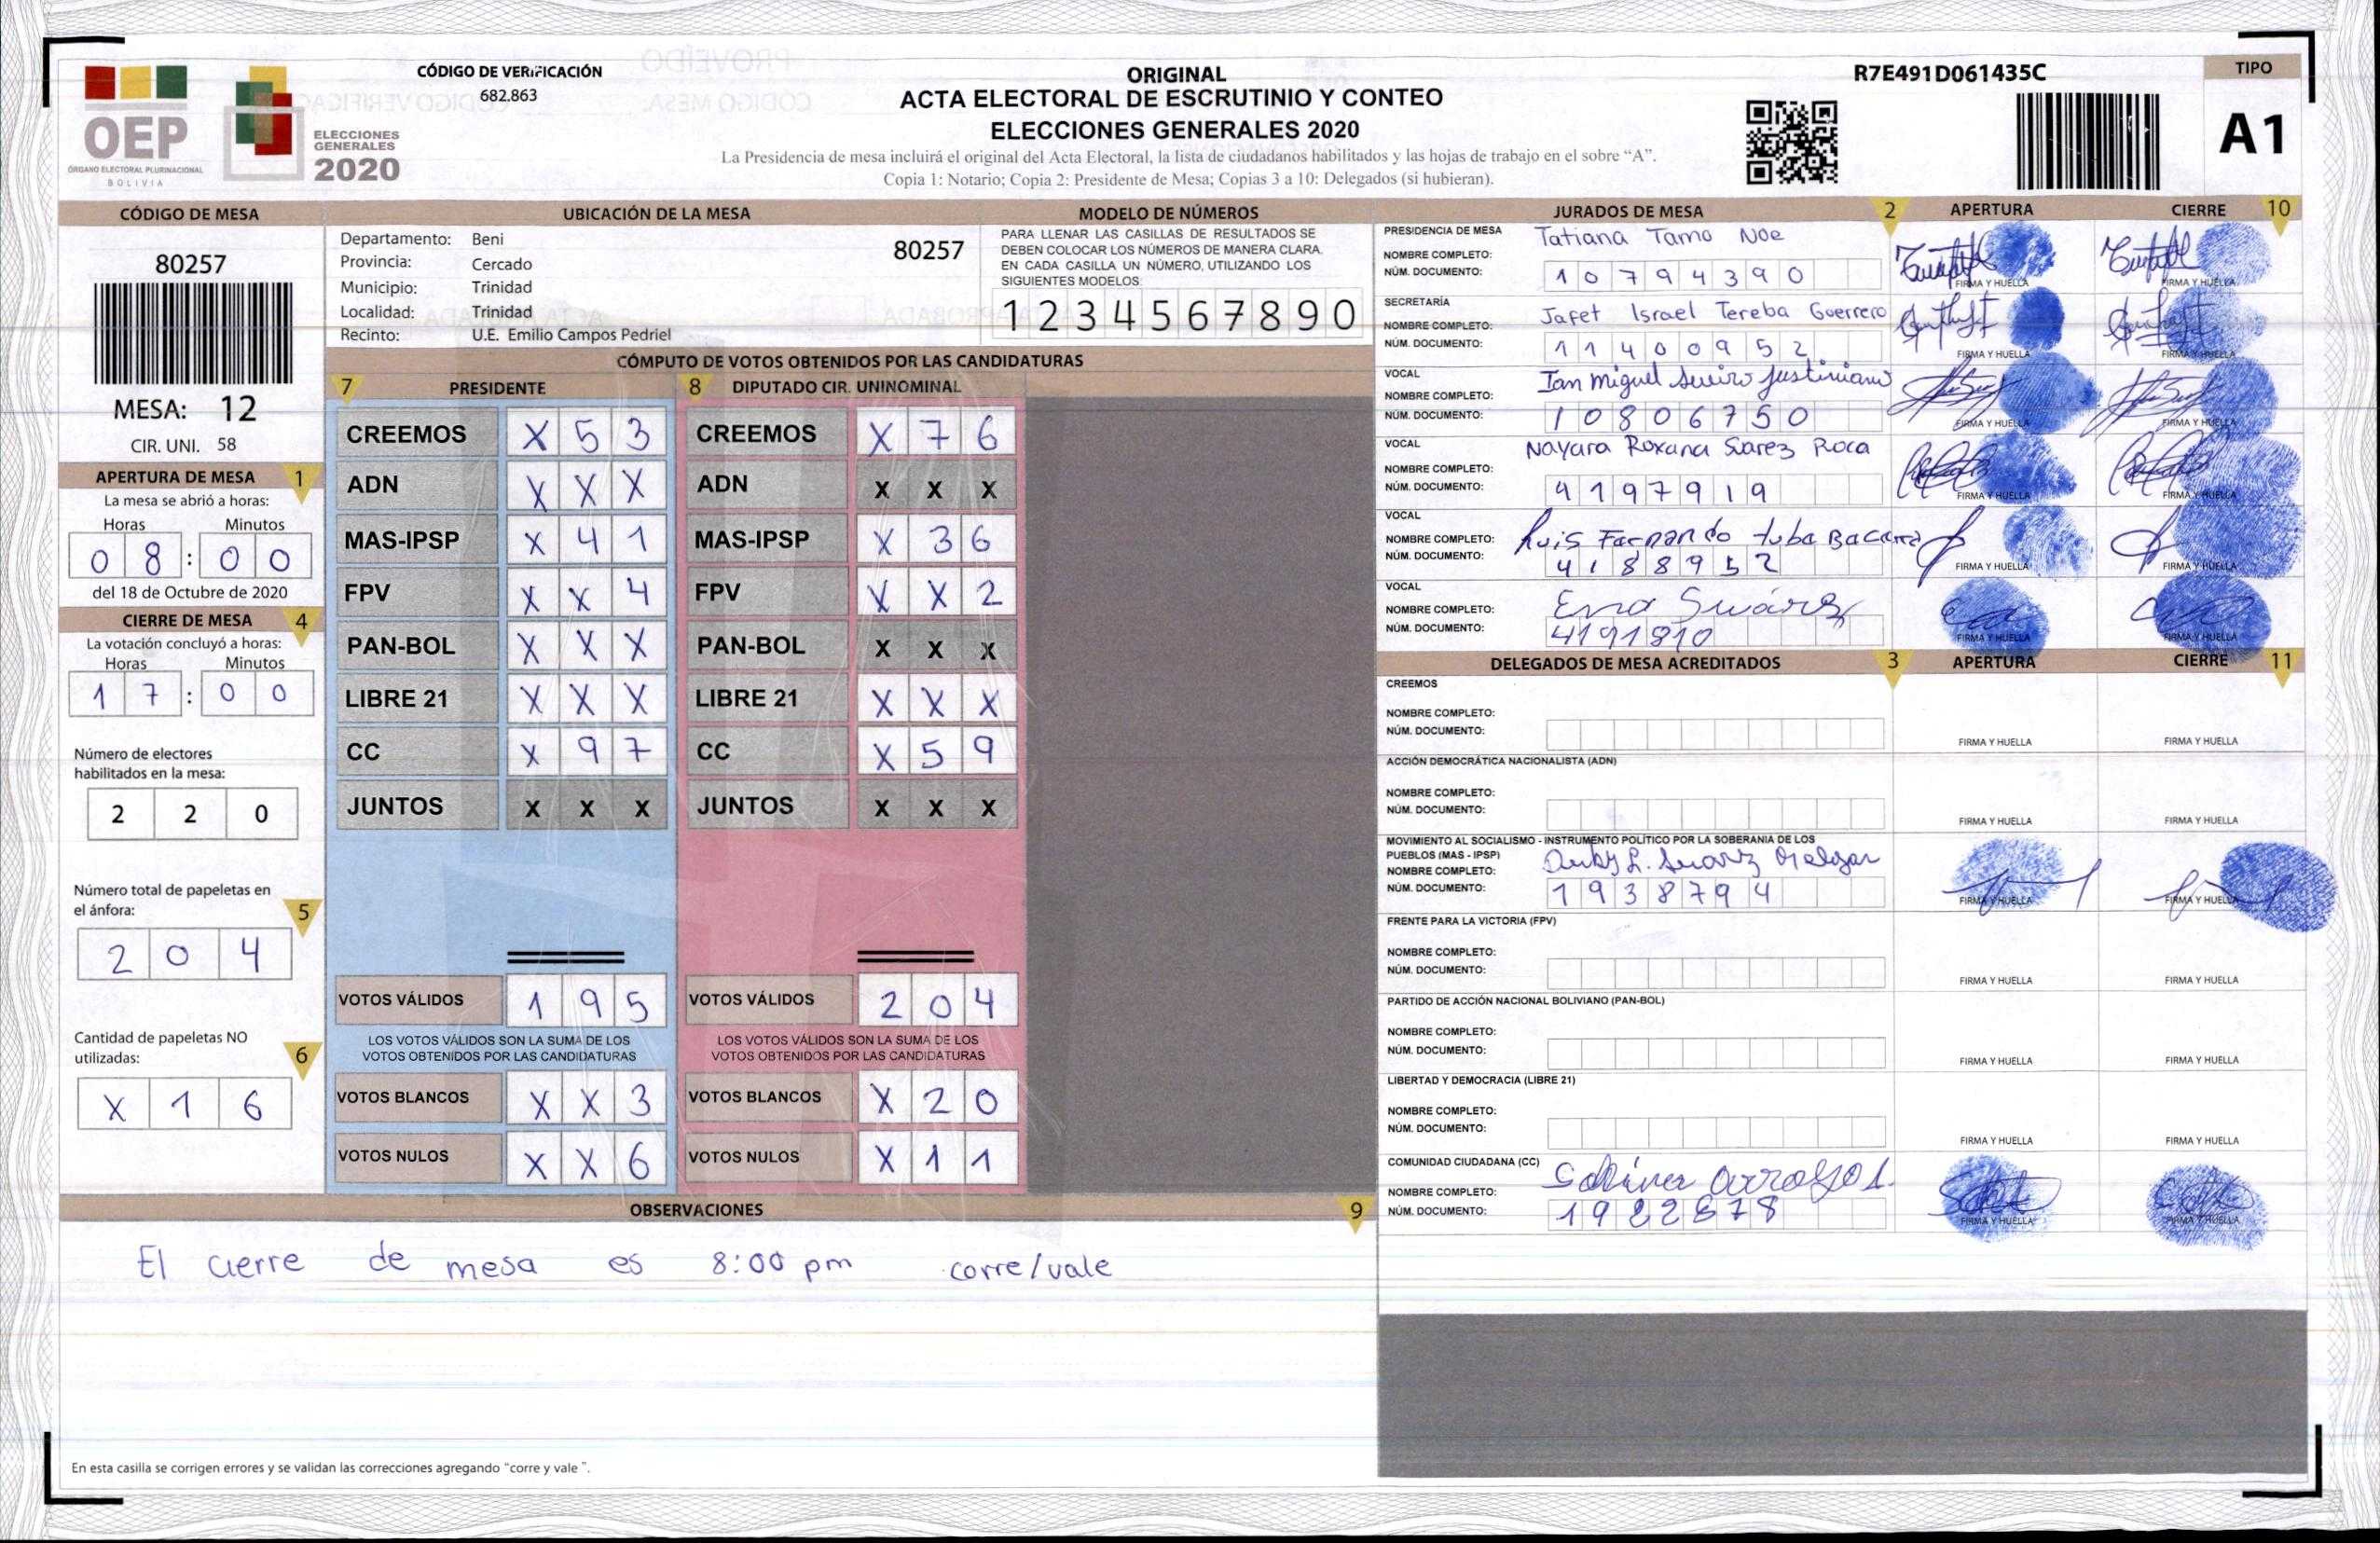 OEP
ÓRGANO ELECTORAL PLURINACIONAL
BOLIVIA
ELECCIONES
GENERALES
2020
CÓDIGO DE VERIFICACIÓN
682.863
ORIGINAL
ACTA ELECTORAL DE ESCRUTINIO Y CONTEO
ELECCIONES GENERALES 2020
La Presidencia de mesa incluirá el original del Acta Electoral, la lista de ciudadanos habilitados y las hojas de trabajo en el sobre “A”.
Copia 1: Notario; Copia 2: Presidente de Mesa; Copias 3 a 10: Delegados (si hubieran).
R7E491D061435C
TIPO
A1
CÓDIGO DE MESA
80257
MESA: 12
CIR. UNI. 58
APERTURA DE MESA 1
La mesa se abrió a horas:
Horas Minutos
0 8 : 0 0
del 18 de Octubre de 2020
CIERRE DE MESA 4
La votación concluyó a horas:
Horas Minutos
1 7 : 0 0
Número de electores
habilitados en la mesa:
2 2 0
Número total de papeletas en
el ánfora: 5
2 0 4
Cantidad de papeletas NO
utilizadas: 6
X 1 6
UBICACIÓN DE LA MESA
Departamento: Beni
80257
Provincia: Cercado
Municipio: Trinidad
Localidad: Trinidad
Recinto: U.E. Emilio Campos Pedriel
MODELO DE NÚMEROS
PARA LLENAR LAS CASILLAS DE RESULTADOS SE
DEBEN COLOCAR LOS NÚMEROS DE MANERA CLARA.
EN CADA CASILLA UN NÚMERO, UTILIZANDO LOS
SIGUIENTES MODELOS:
1 2 3 4 5 6 7 8 9 0
CÓMPUTO DE VOTOS OBTENIDOS POR LAS CANDIDATURAS
7 PRESIDENTE 8 DIPUTADO CIR. UNINOMINAL
CREEMOS X 5 3 CREEMOS X 7 6
ADN X X X ADN X X X
MAS-IPSP X 4 1 MAS-IPSP X 3 6
FPV X X 4 FPV X X 2
PAN-BOL X X X PAN-BOL X X X
LIBRE 21 X X X LIBRE 21 X X X
CC X 9 7 CC X 5 9
JUNTOS X X X JUNTOS X X X
VOTOS VÁLIDOS 1 9 5 VOTOS VÁLIDOS 2 0 4
LOS VOTOS VÁLIDOS SON LA SUMA DE LOS LOS VOTOS VÁLIDOS SON LA SUMA DE LOS
VOTOS OBTENIDOS POR LAS CANDIDATURAS VOTOS OBTENIDOS POR LAS CANDIDATURAS
VOTOS BLANCOS X X 3 VOTOS BLANCOS X 2 0
VOTOS NULOS X X 6 VOTOS NULOS X 1 1
OBSERVACIONES 9
El cierre de mesa es 8:00 pm corre/vale
En esta casilla se corrigen errores y se validan las correcciones agregando “corre y vale ”.
JURADOS DE MESA 2 APERTURA CIERRE 10
PRESIDENCIA DE MESA Tatiana Tamo Noe
NOMBRE COMPLETO:
NÚM. DOCUMENTO: 1 0 7 9 4 3 9 0
FIRMA Y HUELLA FIRMA Y HUELLA
SECRETARÍA Jafet Israel Tereba Guerrero
NOMBRE COMPLETO:
NÚM. DOCUMENTO: 1 1 4 0 0 9 5 2
FIRMA Y HUELLA FIRMA Y HUELLA
VOCAL Ian Miguel Justiniano
NOMBRE COMPLETO:
NÚM. DOCUMENTO: 1 0 8 0 6 7 5 0
FIRMA Y HUELLA FIRMA Y HUELLA
VOCAL Nayara Roxana Suarez Roca
NOMBRE COMPLETO:
NÚM. DOCUMENTO: 4 1 9 7 9 1 9
FIRMA Y HUELLA FIRMA Y HUELLA
VOCAL
NOMBRE COMPLETO: Luis Fernando Tuba
NÚM. DOCUMENTO: 4 1 8 8 9 5 2
FIRMA Y HUELLA FIRMA Y HUELLA
VOCAL
NOMBRE COMPLETO: Ena Suárez
NÚM. DOCUMENTO: 4191810
FIRMA Y HUELLA FIRMA Y HUELLA
DELEGADOS DE MESA ACREDITADOS 3 APERTURA CIERRE 11
CREEMOS
NOMBRE COMPLETO:
NÚM. DOCUMENTO:
FIRMA Y HUELLA FIRMA Y HUELLA
ACCIÓN DEMOCRÁTICA NACIONALISTA (ADN)
NOMBRE COMPLETO:
NÚM. DOCUMENTO:
FIRMA Y HUELLA FIRMA Y HUELLA
MOVIMIENTO AL SOCIALISMO - INSTRUMENTO POLÍTICO POR LA SOBERANIA DE LOS
PUEBLOS (MAS - IPSP)
NOMBRE COMPLETO: L. Suarez
NÚM. DOCUMENTO: 1 9 3 8 7 9 4
FIRMA Y HUELLA FIRMA Y HUELLA
FRENTE PARA LA VICTORIA (FPV)
NOMBRE COMPLETO:
NÚM. DOCUMENTO:
FIRMA Y HUELLA FIRMA Y HUELLA
PARTIDO DE ACCIÓN NACIONAL BOLIVIANO (PAN-BOL)
NOMBRE COMPLETO:
NÚM. DOCUMENTO:
FIRMA Y HUELLA FIRMA Y HUELLA
LIBERTAD Y DEMOCRACIA (LIBRE 21)
NOMBRE COMPLETO:
NÚM. DOCUMENTO:
FIRMA Y HUELLA FIRMA Y HUELLA
COMUNIDAD CIUDADANA (CC)
NOMBRE COMPLETO:
NÚM. DOCUMENTO:
FIRMA Y HUELLA FIRMA Y HUELLA